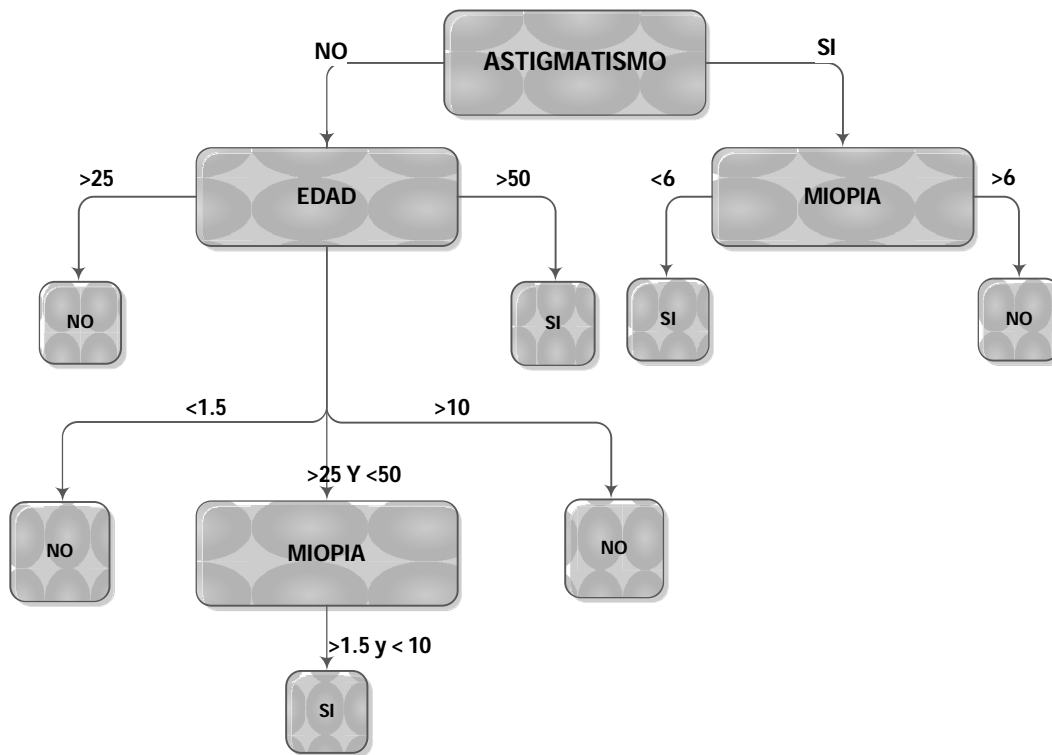 NO
ASTIGMATISMO
SI
>25
EDAD
>50
<6
MIOPIA
>6
NO
SI
SI
NO
<1.5
>10
>25 Y <50
NO
MIOPIA
NO
>1.5 y < 10
SI